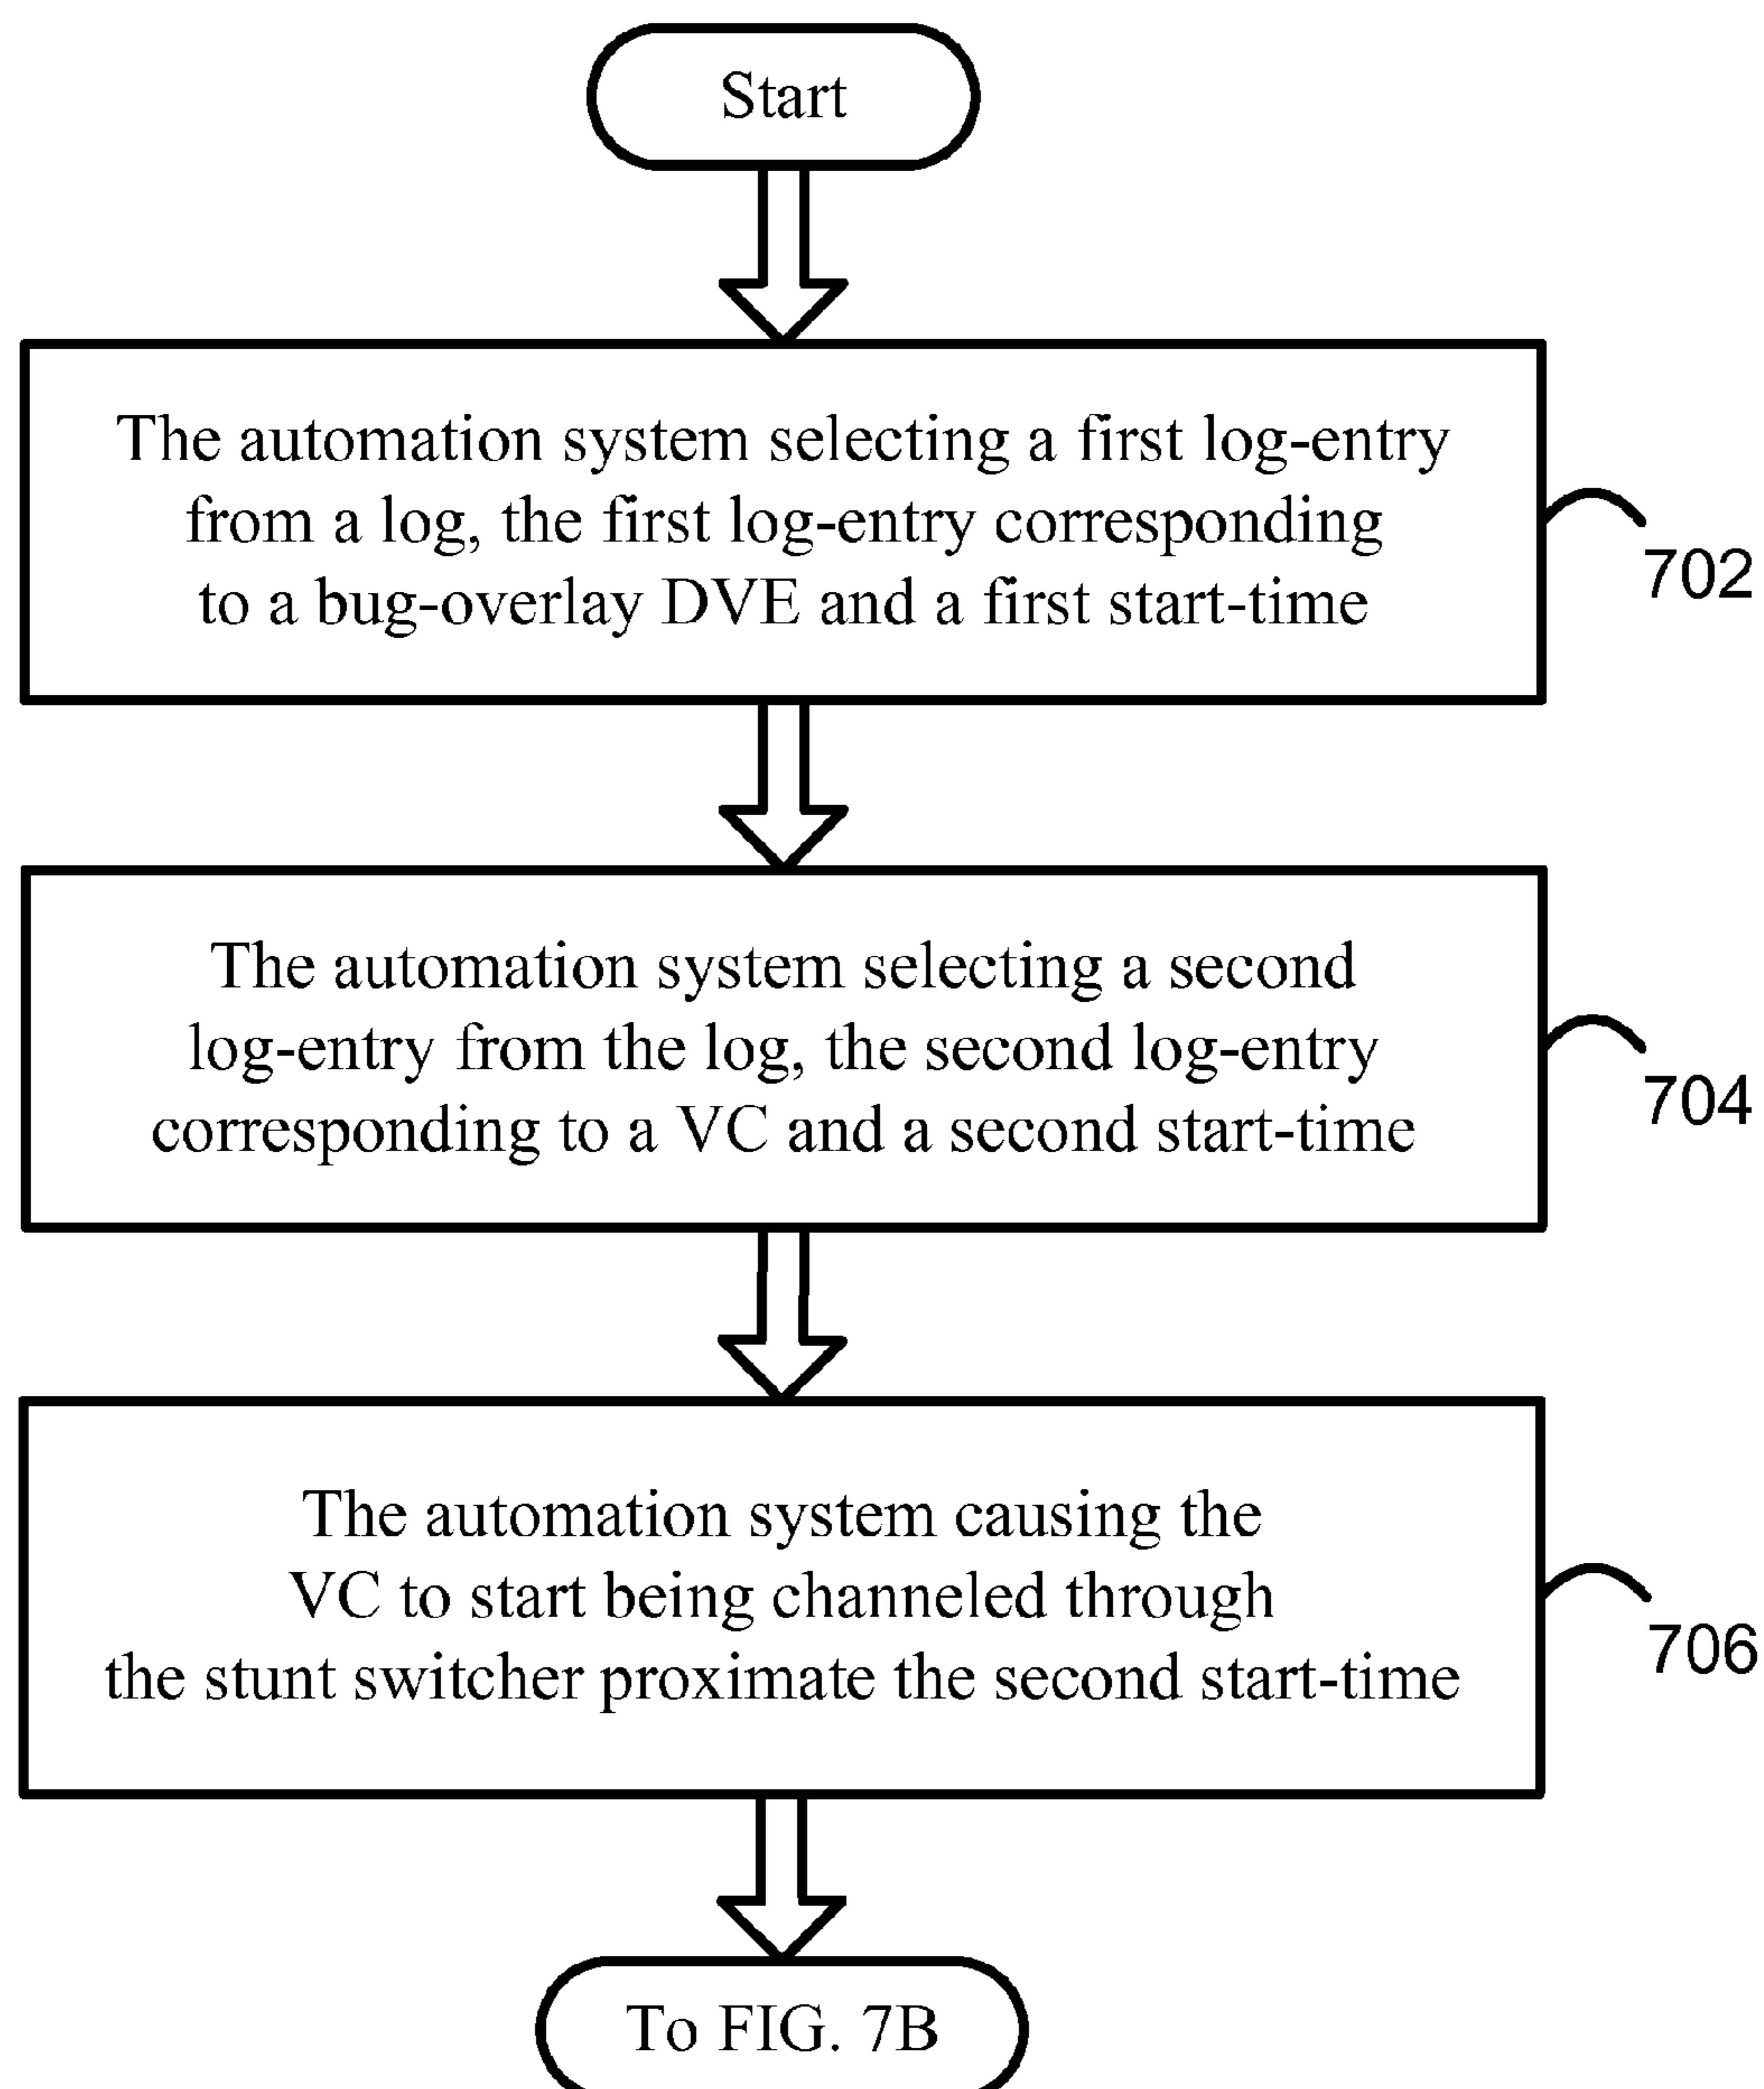 Start
The automation system selecting a first log-entry
from a log, the first log-entry corresponding
to a bug-overlay DVE and a first start-time
702
The automation system selecting a second
log-entry from the log, the second log-entry
corresponding to a VC and a second start-time
704
The automation system causing the
VC to start being channeled through
the stunt switcher proximate the second start-time
706
To FIG. 7B